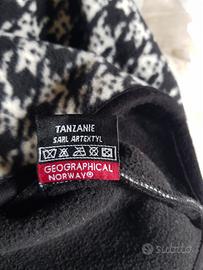 TANZANIE
SARL ARTEXTYL
GEOGRAPHICAL
NORWAY®
subito